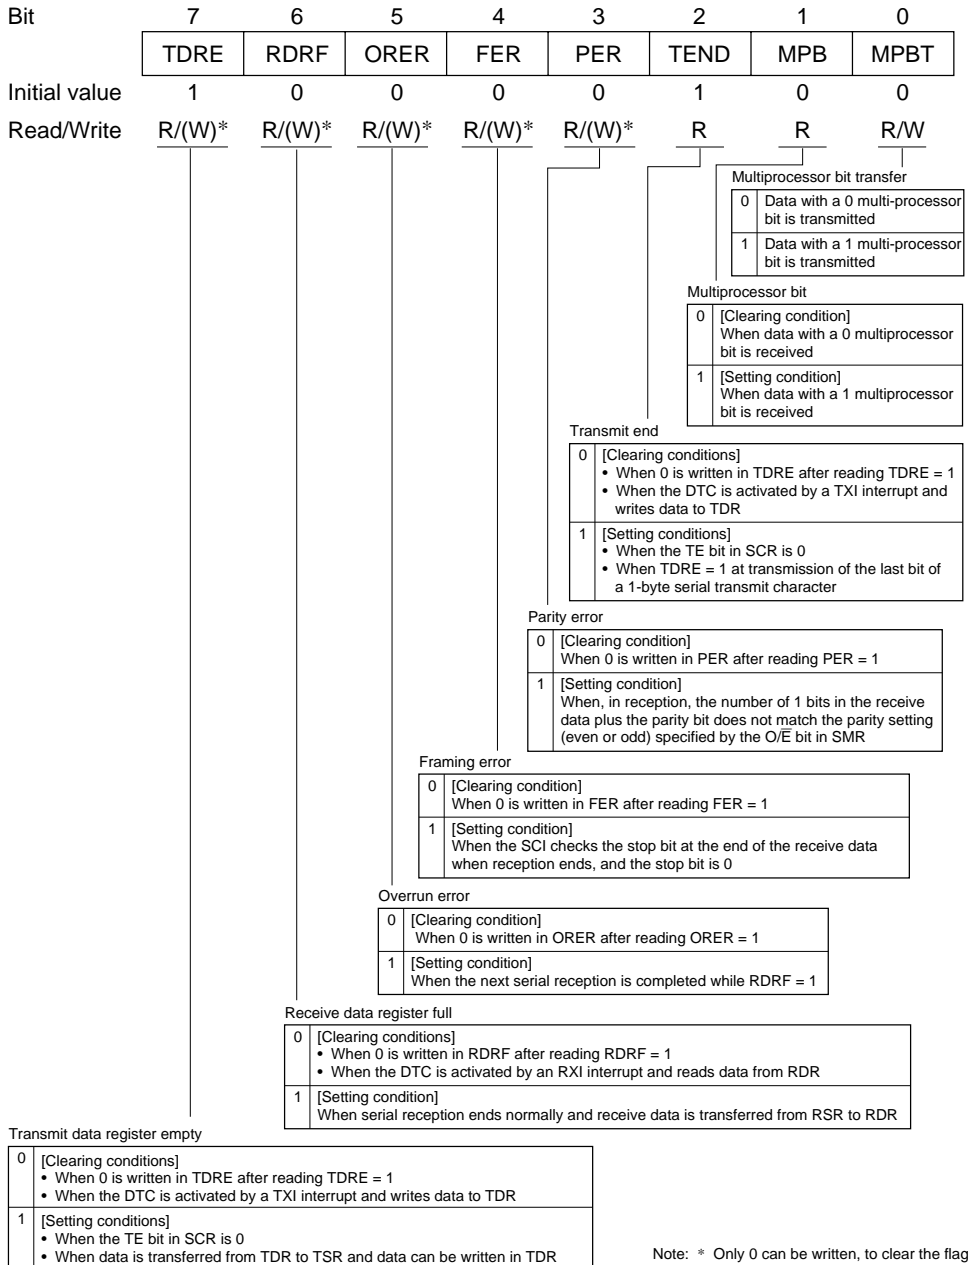 Bit 7 6 5 4 3 2 1 0
TDRE RDRF ORER FER PER TEND MPB MPBT
Initial value 1 0 0 0 0 1 0 0
Read/Write R/(W)* R/(W)* R/(W)* R/(W)* R/(W)* R R R/W
Multiprocessor bit transfer
0 Data with a 0 multi-processor
bit is transmitted
1 Data with a 1 multi-processor
bit is transmitted
Multiprocessor bit
0 [Clearing condition]
When data with a 0 multiprocessor
bit is received
1 [Setting condition]
When data with a 1 multiprocessor
bit is received
Transmit end
0 [Clearing conditions]
• When 0 is written in TDRE after reading TDRE = 1
• When the DTC is activated by a TXI interrupt and
writes data to TDR
1 [Setting conditions]
• When the TE bit in SCR is 0
• When TDRE = 1 at transmission of the last bit of
a 1-byte serial transmit character
Parity error
0 [Clearing condition]
When 0 is written in PER after reading PER = 1
1 [Setting condition]
When, in reception, the number of 1 bits in the receive
data plus the parity bit does not match the parity setting
(even or odd) specified by the O/E̅ bit in SMR
Framing error
0 [Clearing condition]
When 0 is written in FER after reading FER = 1
1 [Setting condition]
When the SCI checks the stop bit at the end of the receive data
when reception ends, and the stop bit is 0
Overrun error
0 [Clearing condition]
When 0 is written in ORER after reading ORER = 1
1 [Setting condition]
When the next serial reception is completed while RDRF = 1
Receive data register full
0 [Clearing conditions]
• When 0 is written in RDRF after reading RDRF = 1
• When the DTC is activated by an RXI interrupt and reads data from RDR
1 [Setting condition]
When serial reception ends normally and receive data is transferred from RSR to RDR
Transmit data register empty
0 [Clearing conditions]
• When 0 is written in TDRE after reading TDRE = 1
• When the DTC is activated by a TXI interrupt and writes data to TDR
1 [Setting conditions]
• When the TE bit in SCR is 0
• When data is transferred from TDR to TSR and data can be written in TDR
Note: * Only 0 can be written, to clear the flag